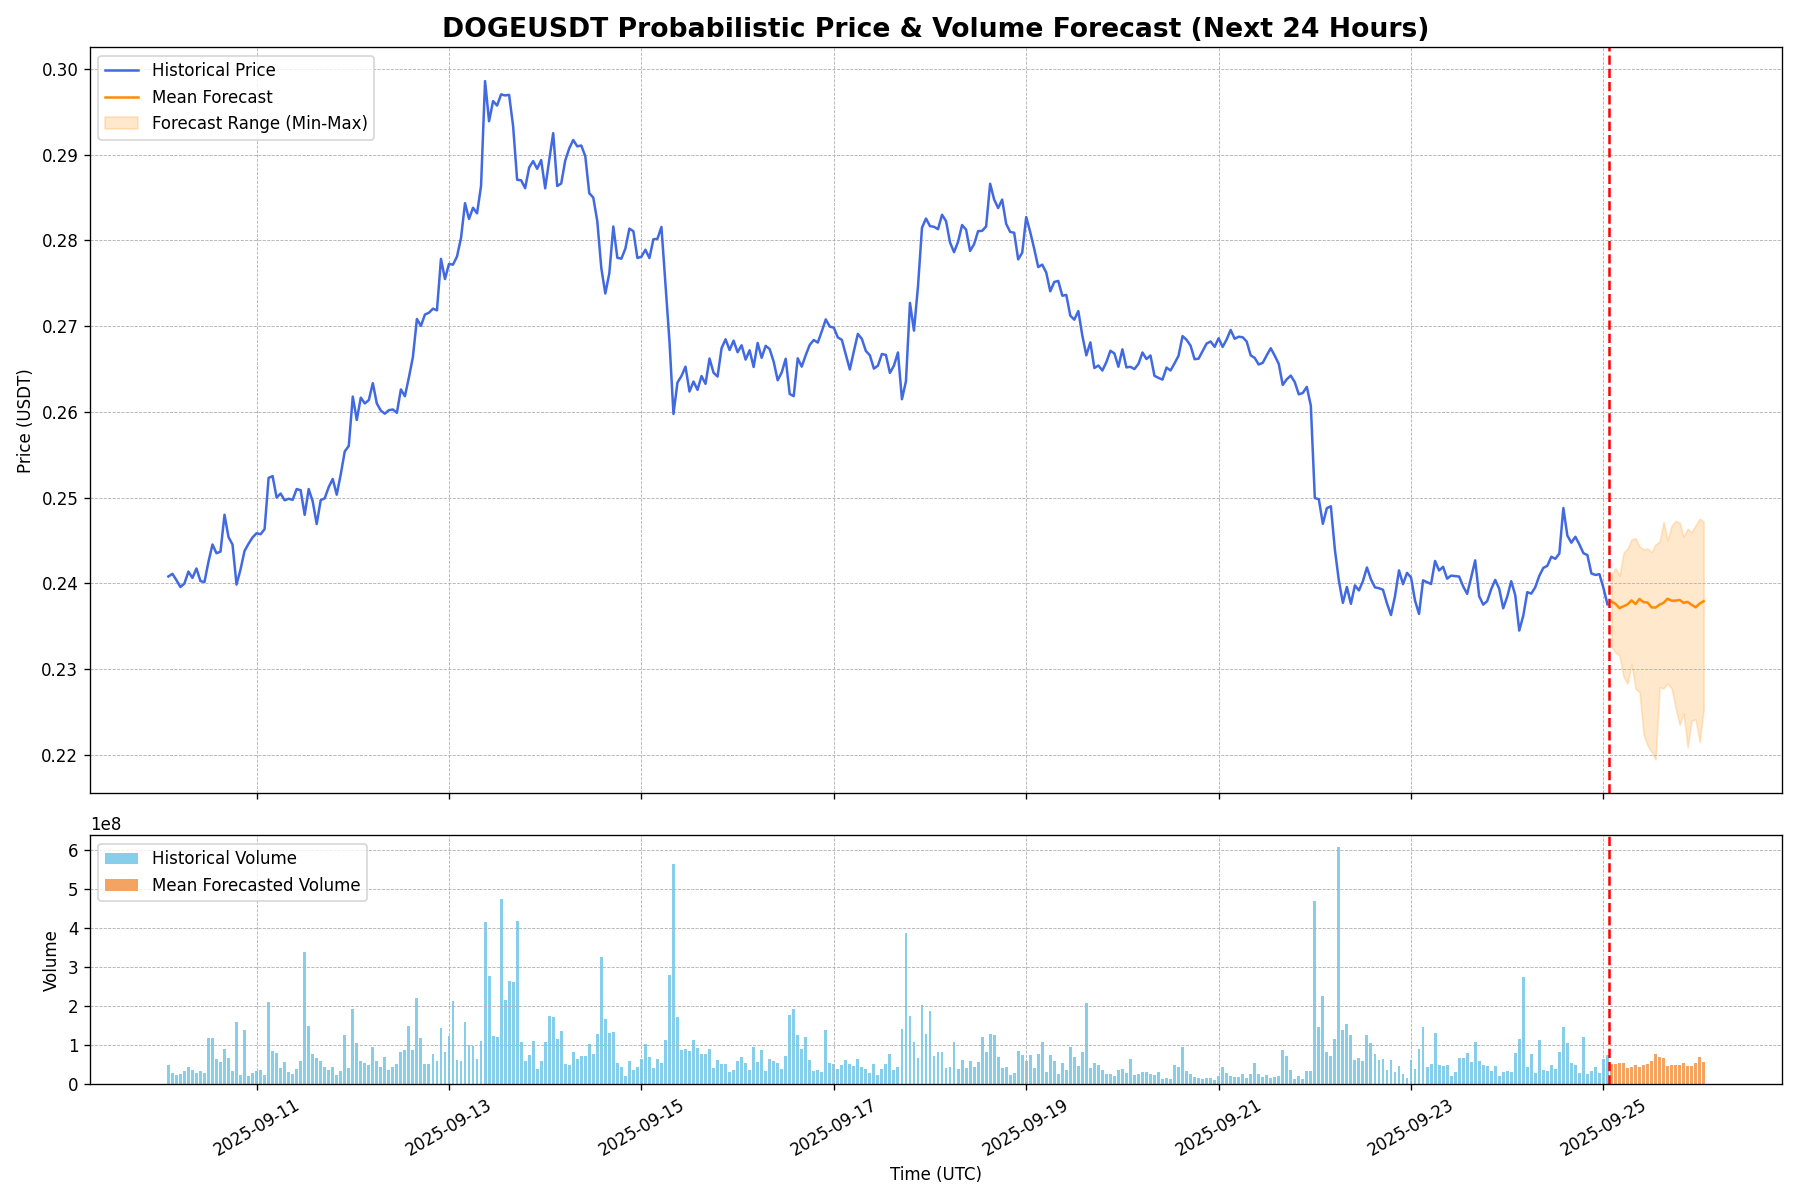 DOGEUSDT Probabilistic Price & Volume Forecast (Next 24 Hours)
Historical Price
Mean Forecast
Forecast Range (Min-Max)
Price (USDT)
0.30
0.29
0.28
0.27
0.26
0.25
0.24
0.23
0.22
1e8
Historical Volume
Mean Forecasted Volume
Volume
6
5
4
3
2
1
0
2025-09-11
2025-09-13
2025-09-15
2025-09-17
2025-09-19
2025-09-21
2025-09-23
2025-09-25
Time (UTC)